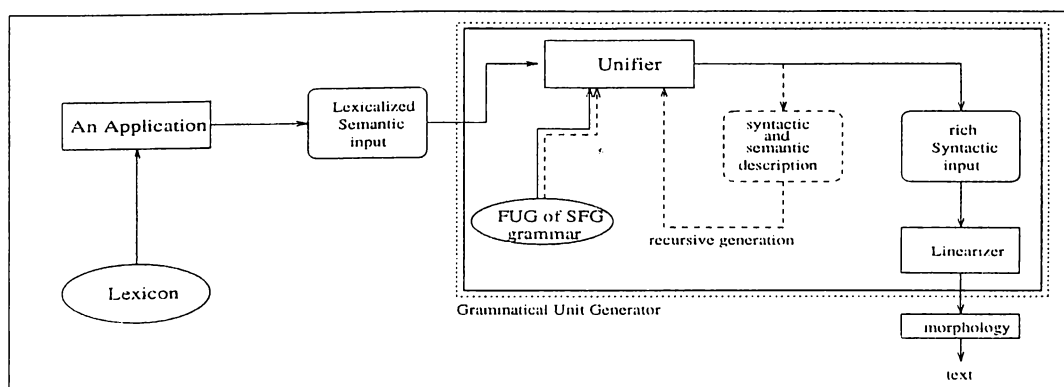 An Application
Lexicon
Lexicalized
Semantic
input
Unifier
FUG of SFG
grammar
syntactic
and
semantic
description
recursive generation
rich
Syntactic
input
Linearizer
Grammatical Unit Generator
morphology
text